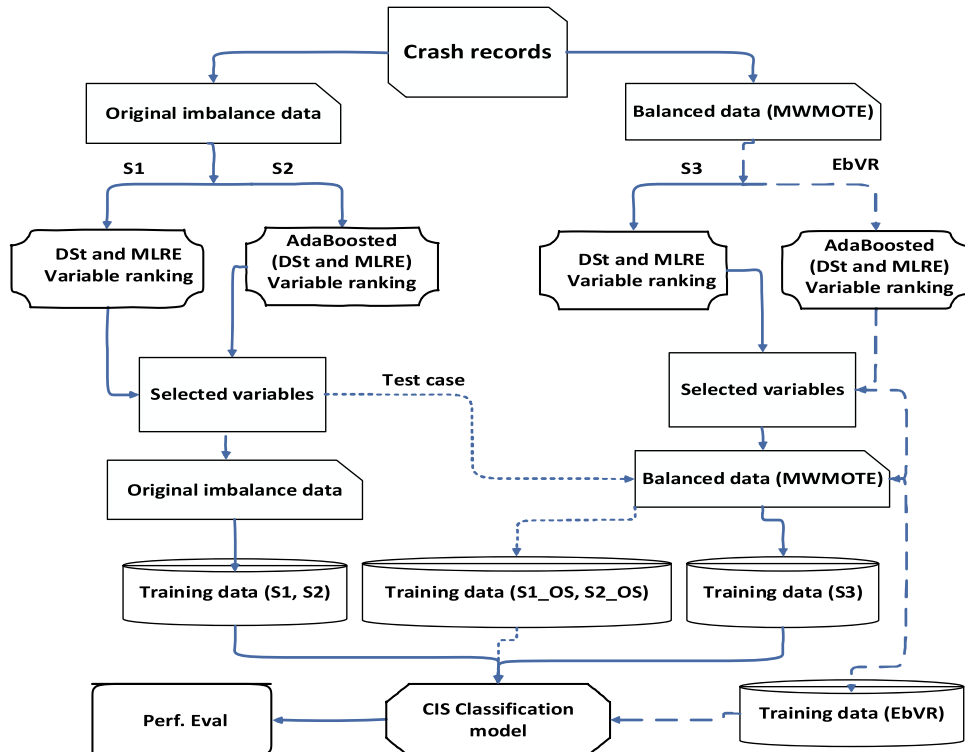 Crash records
Original imbalance data
Balanced data (MWMOTE)
S1
S2
S3
EbVR
DSt and MLRE
Variable ranking
AdaBoosted
(DSt and MLRE)
Variable ranking
DSt and MLRE
Variable ranking
AdaBoosted
(DSt and MLRE)
Variable ranking
Selected variables
Test case
Selected variables
Original imbalance data
Balanced data (MWMOTE)
Training data (S1, S2)
Training data (S1_OS, S2_OS)
Training data (S3)
Perf. Eval
CIS Classification
model
Training data (EbVR)